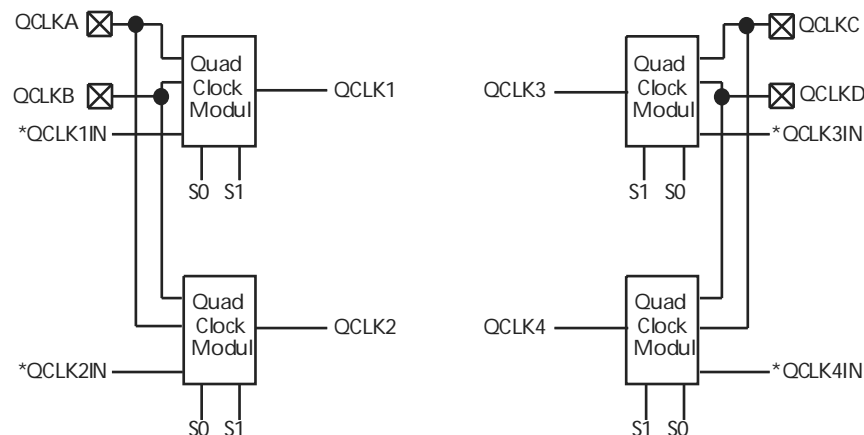 QCLKA
QCLKC
Quad
Clock
Modul
Quad
Clock
Modul
QCLKB
QCLK1
QCLK3
QCLKD
*QCLK1IN
*QCLK3IN
S0 S1
S1 S0
Quad
Clock
Modul
Quad
Clock
Modul
QCLK2
QCLK4
*QCLK2IN
*QCLK4IN
S0 S1
S1 S0